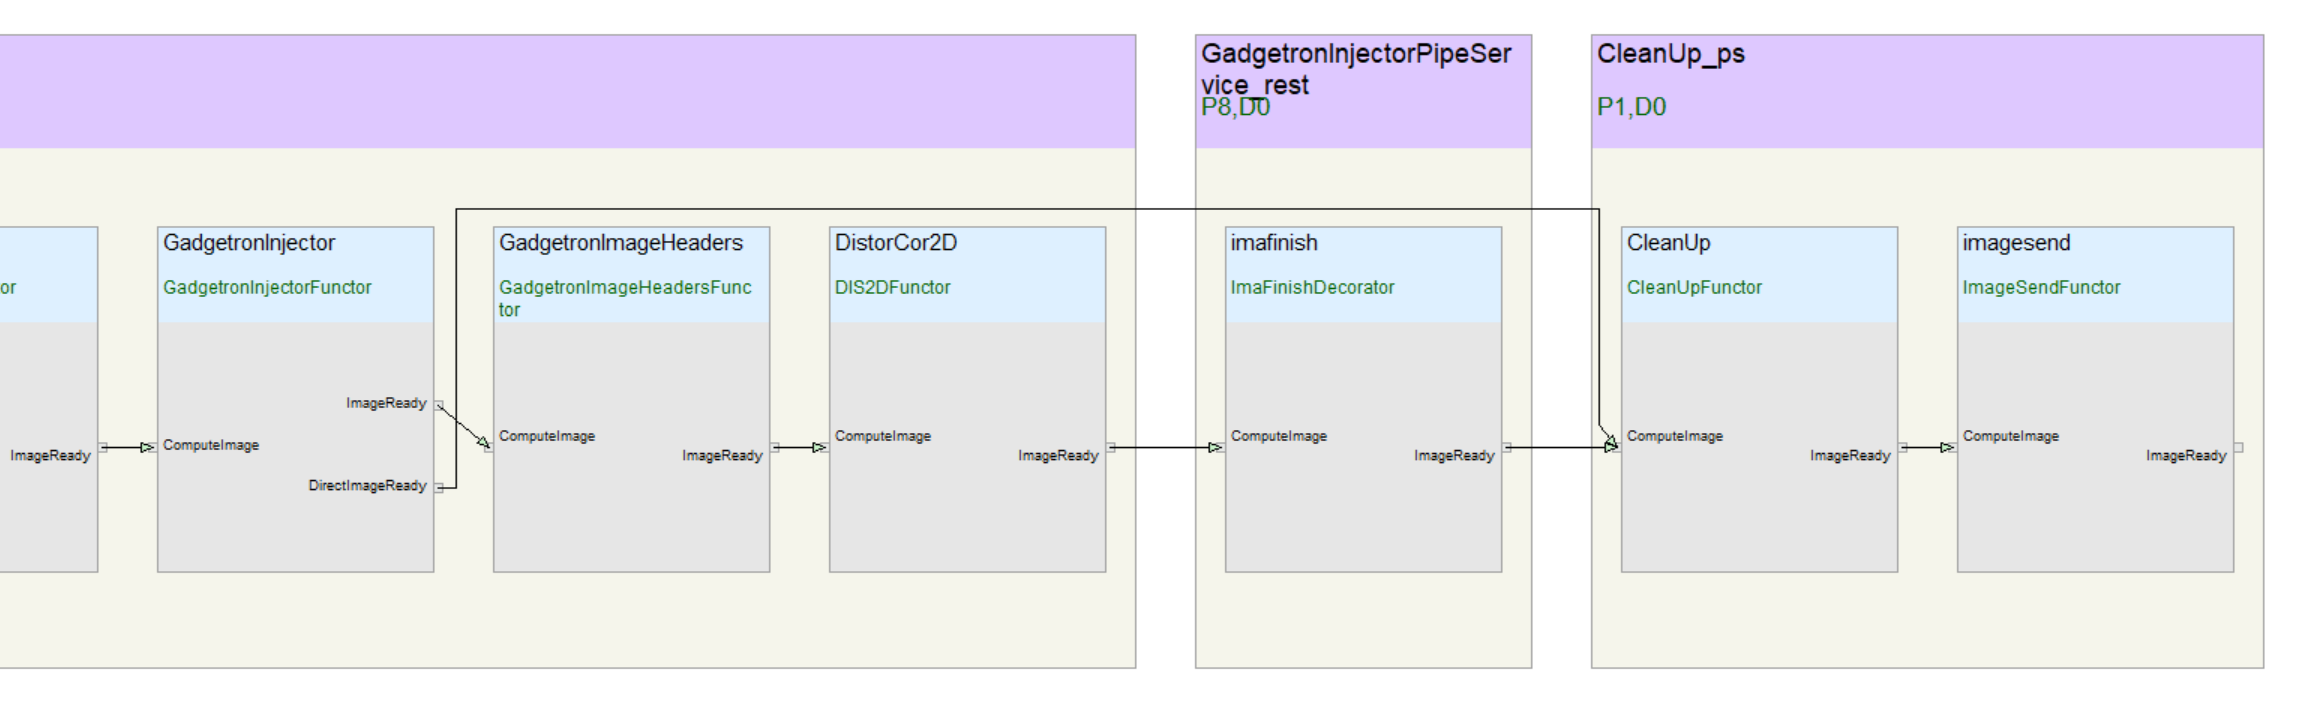 GadgetronInjectorPipeSer
vice_rest
P8,D0
CleanUp_ps
P1,D0
or
ImageReady
GadgetronInjector
GadgetronInjectorFunctor
ImageReady
ComputeImage
DirectImageReady
GadgetronImageHeaders
GadgetronImageHeadersFunc
tor
ComputeImage
ImageReady
DistorCor2D
DIS2DFunctor
ComputeImage
ImageReady
imafinish
ImaFinishDecorator
ComputeImage
ImageReady
CleanUp
CleanUpFunctor
ComputeImage
ImageReady
imagesend
ImageSendFunctor
ComputeImage
ImageReady